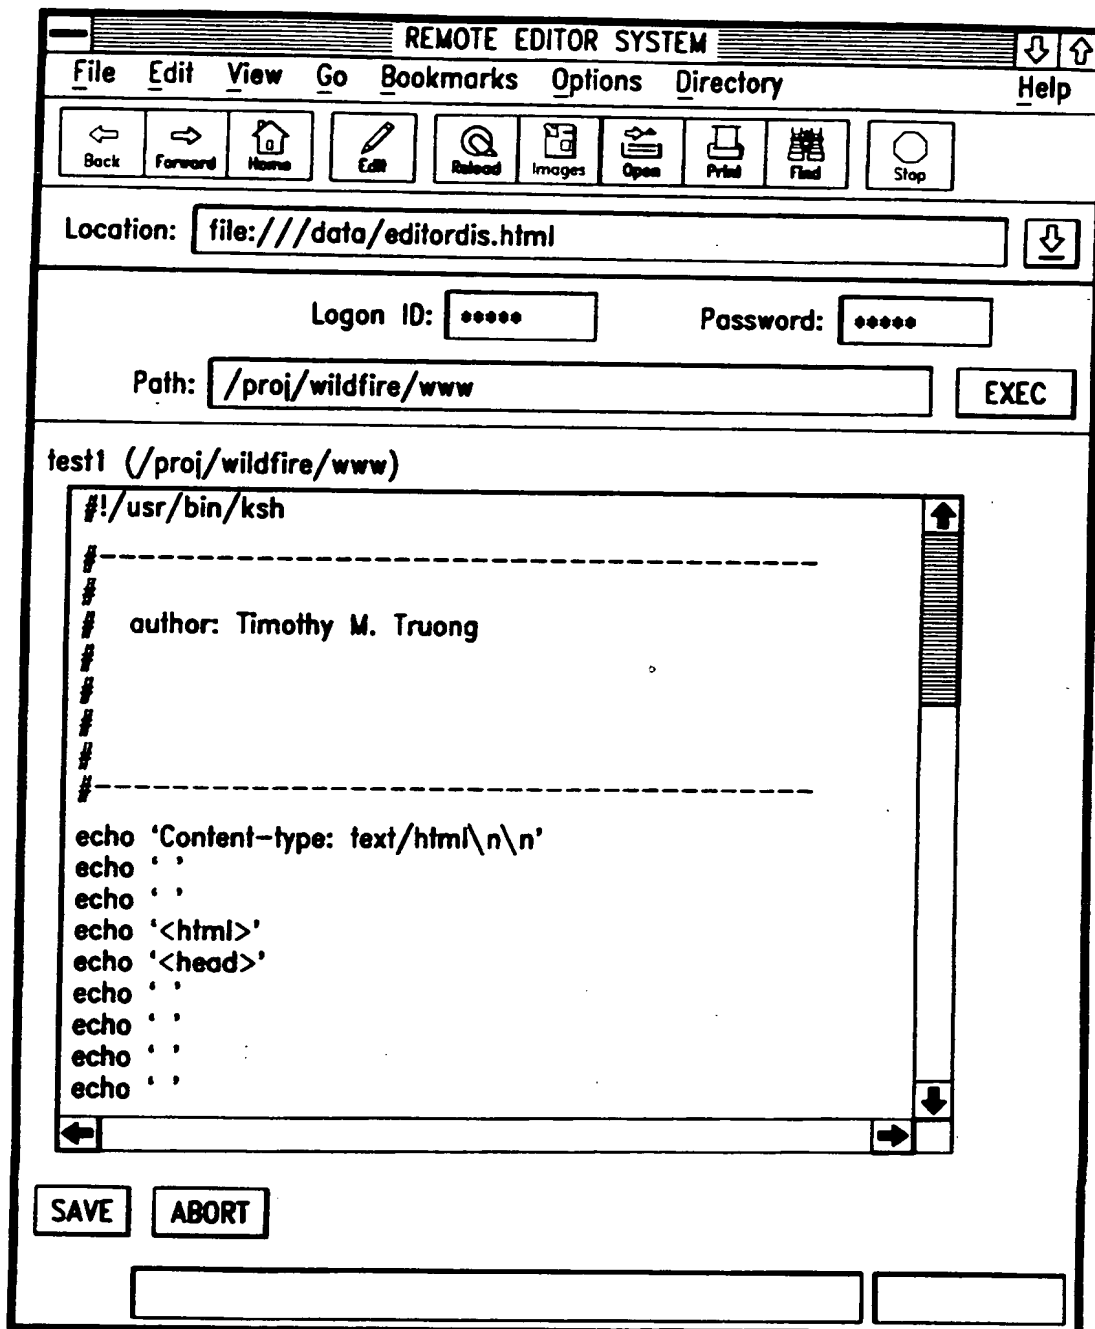 REMOTE EDITOR SYSTEM
File Edit View Go Bookmarks Options Directory Help
Back Forward Home Edit Reload Images Open Print Find Stop
Location: file:///data/editordis.html
Logon ID: ***** Password: *****
Path: /proj/wildfire/www EXEC
test1 (/proj/wildfire/www)
#!/usr/bin/ksh
#----------------------------------------
#
# author: Timothy M. Truong
#
#
#
#
#----------------------------------------
echo ‘Content-type: text/html\n\n’
echo ‘ ’
echo ‘ ’
echo ‘<html>’
echo ‘<head>’
echo ‘ ’
echo ‘ ’
echo ‘ ’
echo ‘ ’
SAVE ABORT